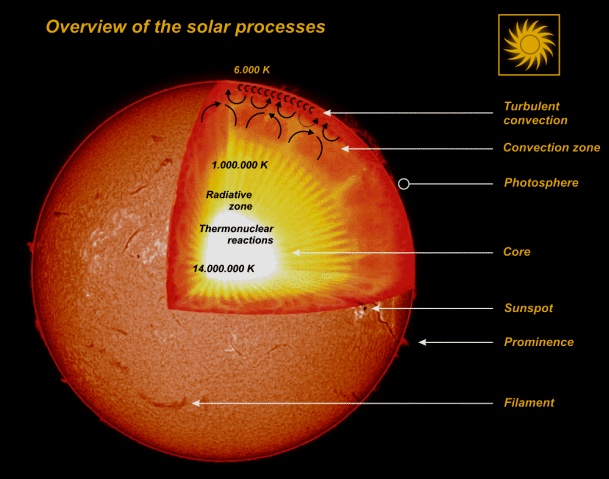 Overview of the solar processes
6.000 K
Turbulent
convection
Convection zone
1.000.000 K
Photosphere
Radiative
zone
Thermonuclear
reactions
Core
14.000.000 K
Sunspot
Prominence
Filament